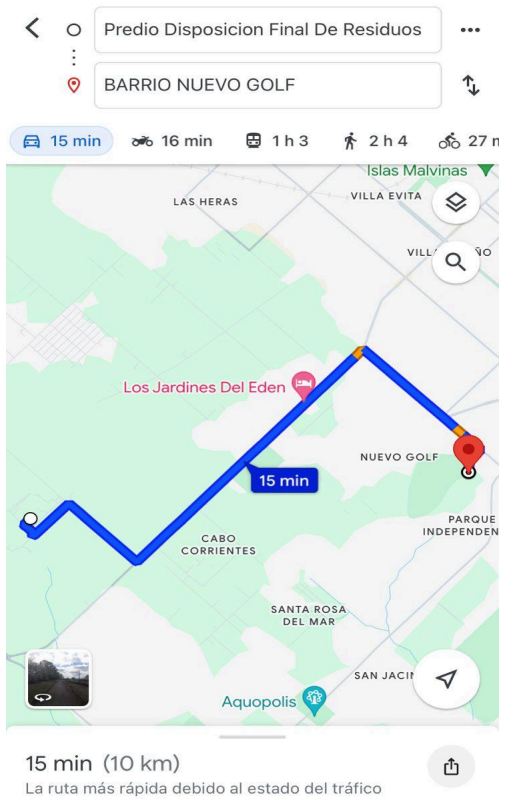 Predio Disposicion Final De Residuos
BARRIO NUEVO GOLF
15 min
16 min
1 h 3
2 h 4
27 m
Islas Malvinas
LAS HERAS
VILLA EVITA
VILL
ÑO
Los Jardines Del Eden
NUEVO GOLF
15 min
PARQUE
INDEPENDEN
CABO
CORRIENTES
SANTA ROSA
DEL MAR
SAN JACIN
Aquopolis
15 min (10 km)
La ruta más rápida debido al estado del tráfico